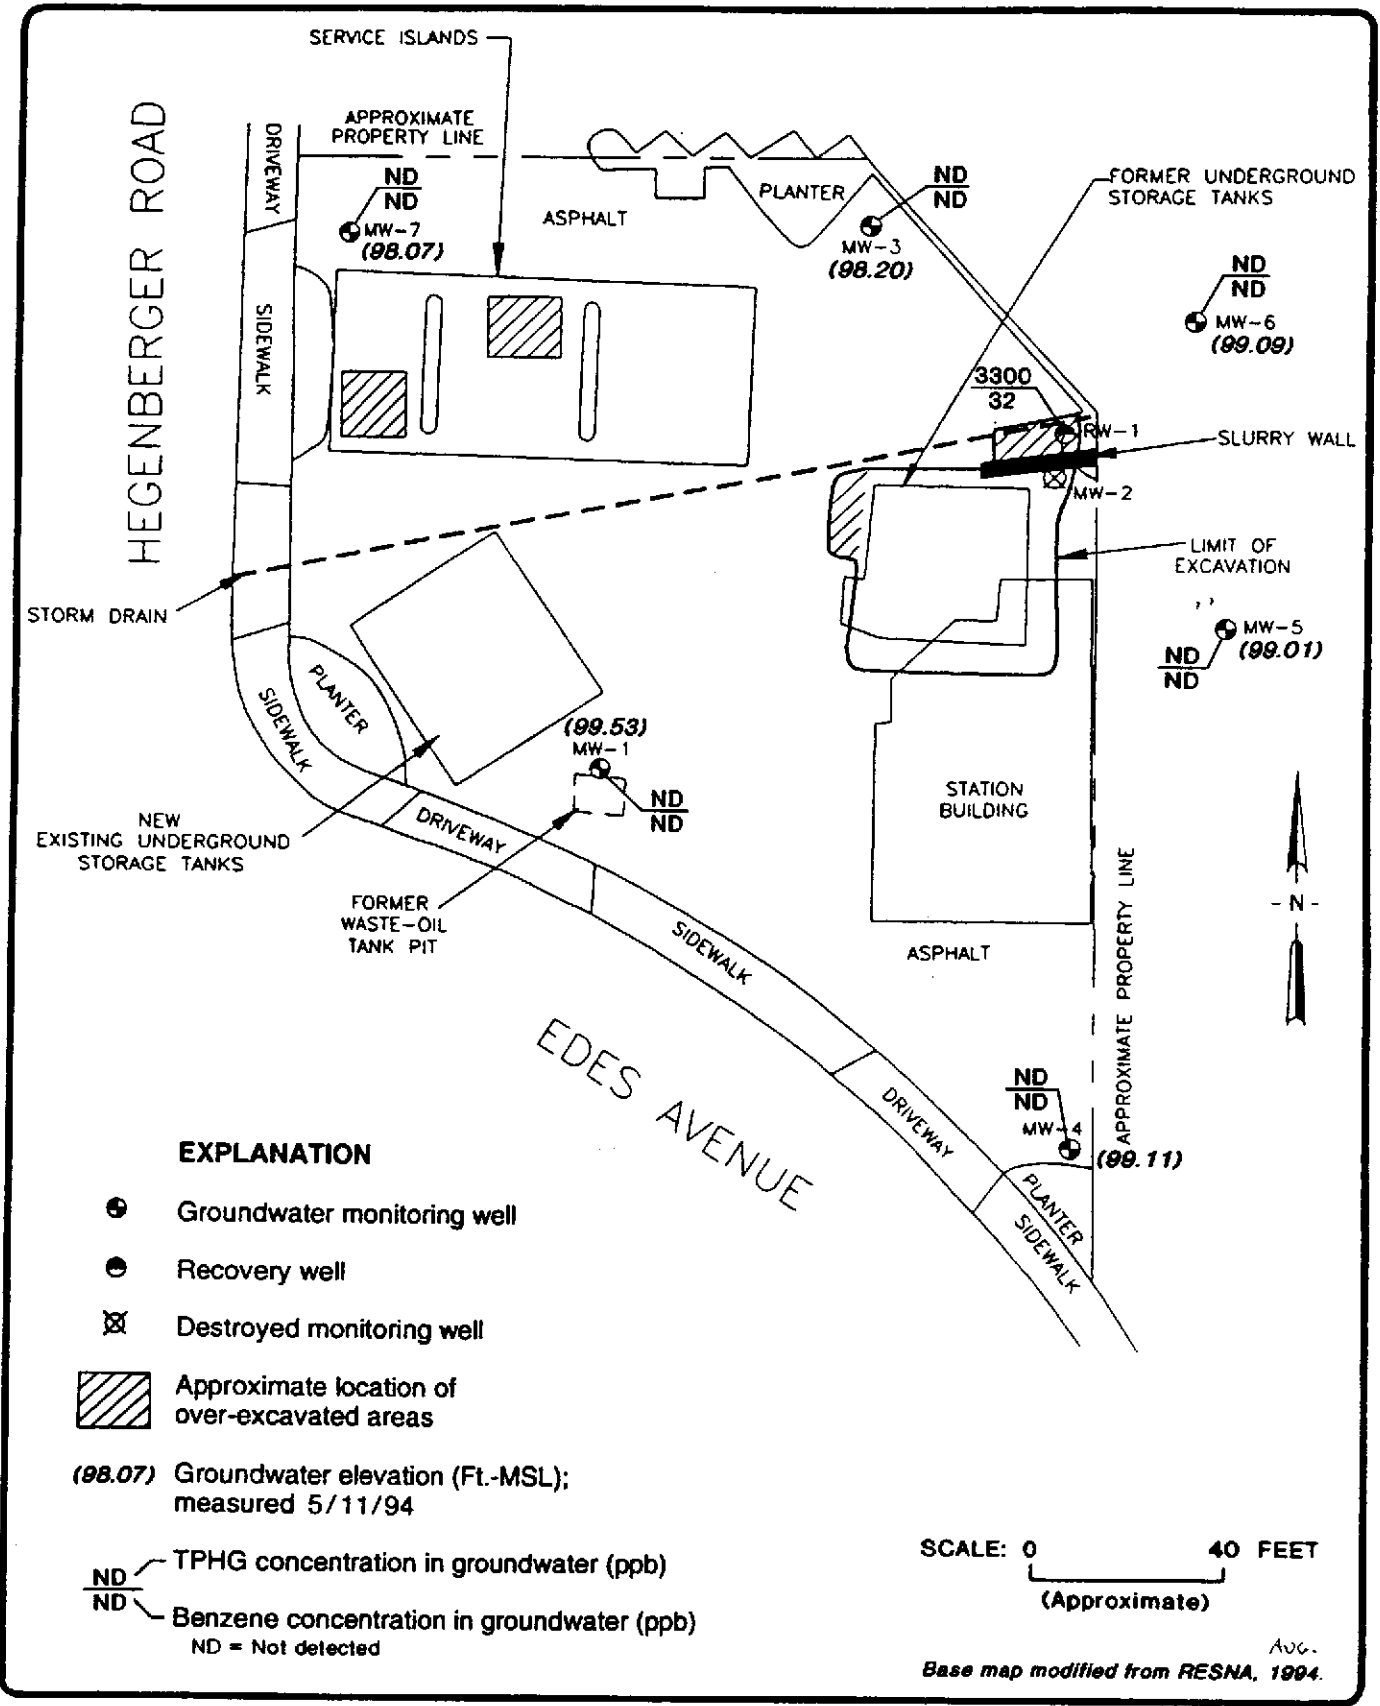 SERVICE ISLANDS
HEGENBERGER ROAD
DRIVEWAY
APPROXIMATE
PROPERTY LINE
ND
ND
MW-7
(98.07)
ASPHALT
PLANTER
ND
ND
MW-3
(98.20)
FORMER UNDERGROUND
STORAGE TANKS
ND
ND
MW-6
(99.09)
SIDEWALK
3300
32
RW-1
SLURRY WALL
MW-2
LIMIT OF
EXCAVATION
STORM DRAIN
MW-5
(99.01)
ND
ND
PLANTER
SIDEWALK
(99.53)
MW-1
ND
ND
STATION
BUILDING
NEW
EXISTING UNDERGROUND
STORAGE TANKS
DRIVEWAY
FORMER
WASTE-OIL
TANK PIT
SIDEWALK
ASPHALT
APPROXIMATE PROPERTY LINE
- N -
EDES AVENUE
DRIVEWAY
ND
ND
MW-4
(99.11)
PLANTER
SIDEWALK
EXPLANATION
Groundwater monitoring well
Recovery well
Destroyed monitoring well
Approximate location of
over-excavated areas
(98.07) Groundwater elevation (Ft.-MSL);
measured 5/11/94
ND TPHG concentration in groundwater (ppb)
ND Benzene concentration in groundwater (ppb)
ND = Not detected
SCALE: 0 40 FEET
(Approximate)
AUG.
Base map modified from RESNA, 1994.